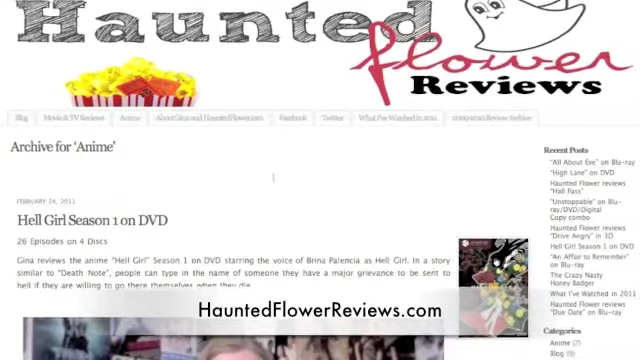 Haunted
flower
Reviews
Blog Movie & TV Reviews Anime About Gina and HauntedFlower.com Facebook Twitter What I've Watched in 2011 2009-2010 Review Archive
Archive for 'Anime'
FEBRUARY 24, 2011
Hell Girl Season 1 on DVD
26 Episodes on 4 Discs
Gina reviews the anime "Hell Girl" Season 1 on DVD starring the voice of Brina Palencia as Hell Girl. In a story
similar to "Death Note", people can type in the name of someone they have a major grievance to be sent to
hell if they are willing to go there themselves when they die.
HauntedFlowerReviews.com
Recent Posts
"All About Eve" on Blu-ray
"High Lane" on DVD
Haunted Flower reviews
"Hall Pass"
"Unstoppable" on Blu-
ray/DVD/Digital
Copy combo
Haunted Flower reviews
"Drive Angry" in 3D
Hell Girl Season 1 on DVD
"An Affair to Remember"
on Blu-ray
The Crazy Nasty
Honey Badger
What I've Watched in 2011
Haunted Flower reviews
"Due Date" on Blu-ray
Categories
Anime (7)
Blog (9)